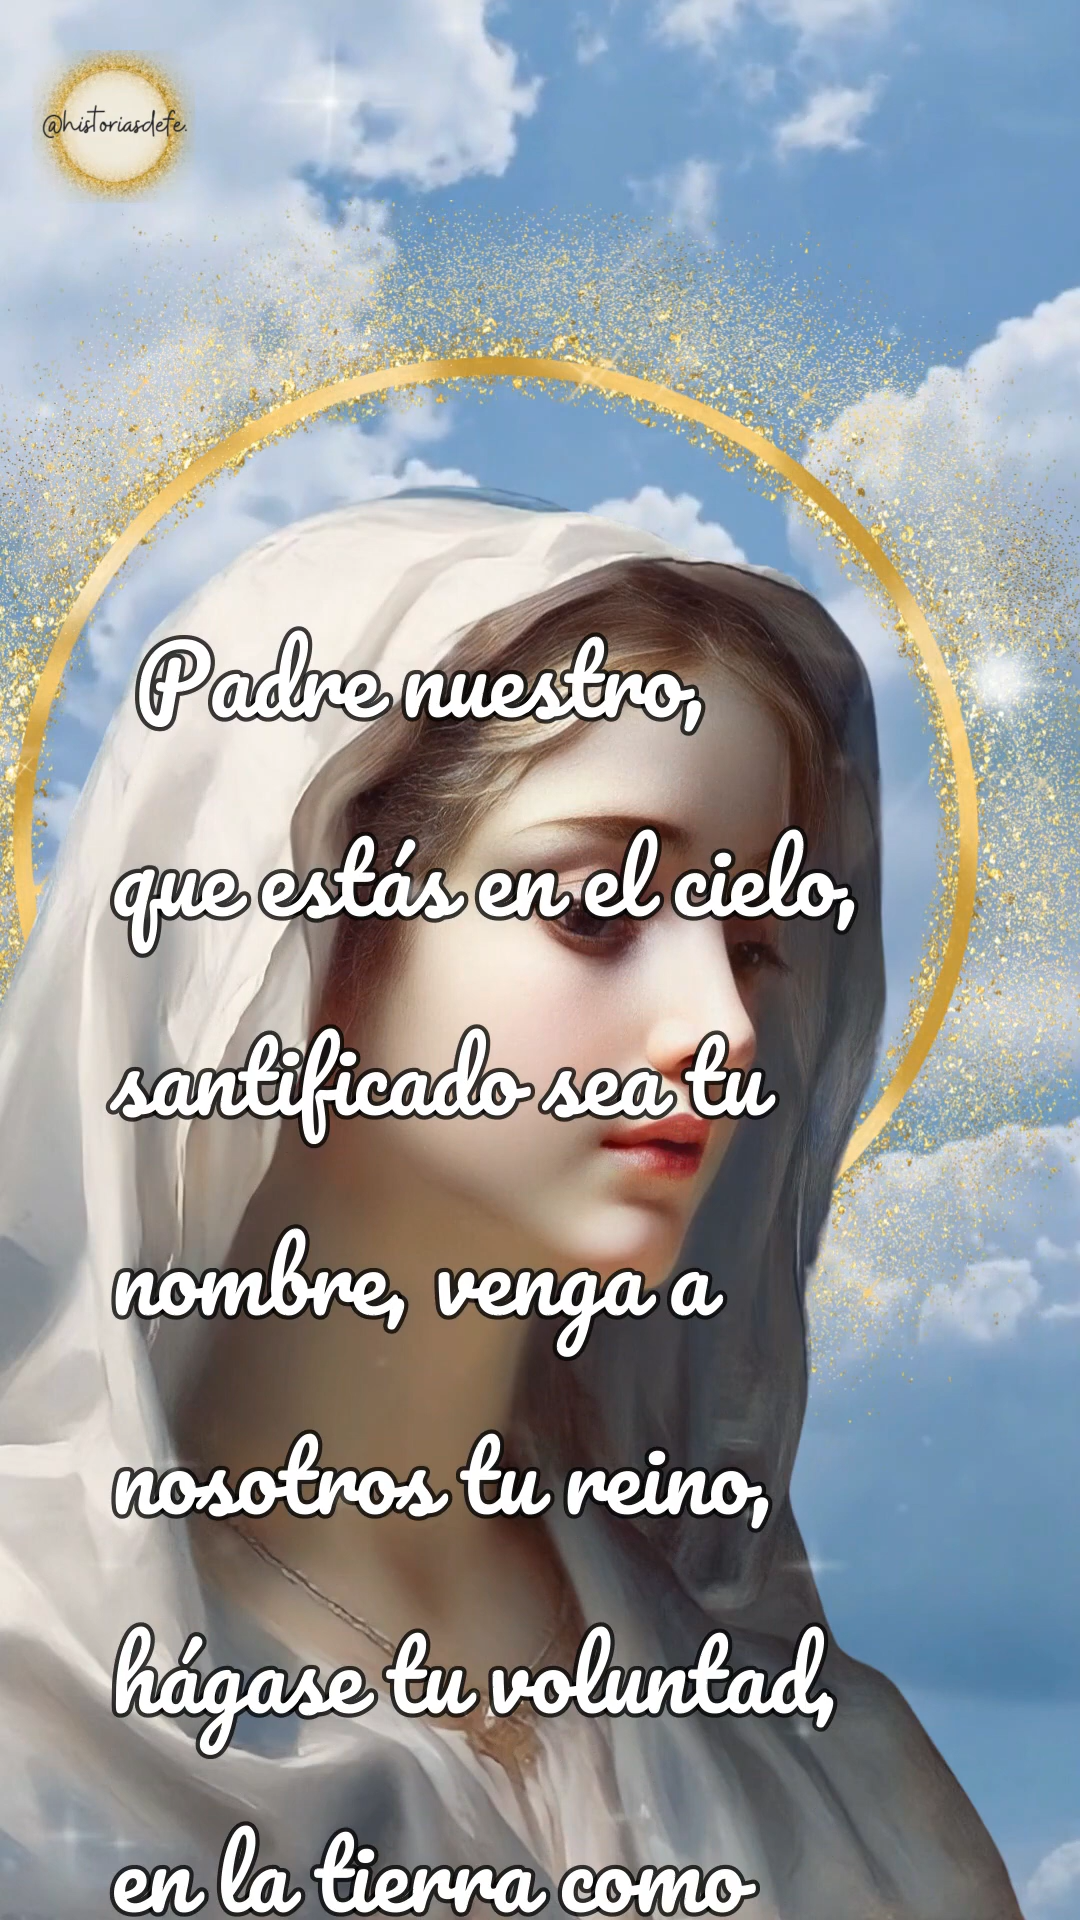 @historiasdefe.
Padre nuestro,
que estás en el cielo,
santificado sea tu
nombre, venga a
nosotros tu reino,
hágase tu voluntad,
en la tierra como